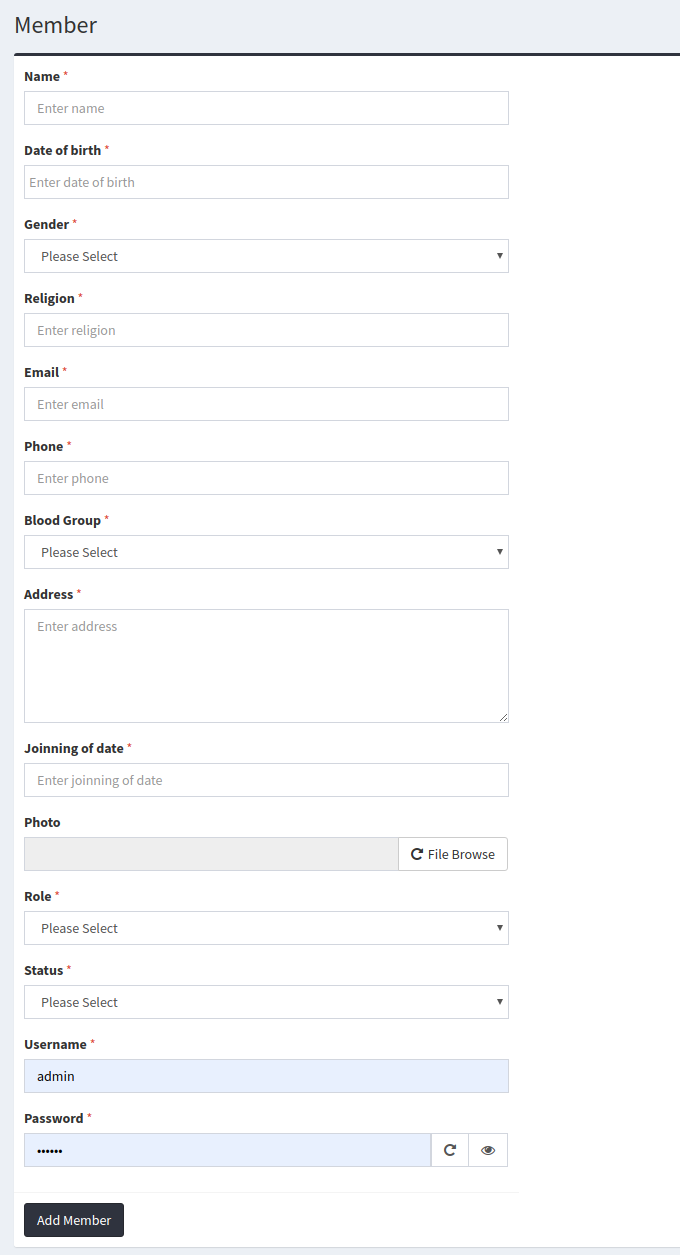 Member
Name *
Enter name
Date of birth *
Enter date of birth
Gender *
Please Select
Religion *
Enter religion
Email *
Enter email
Phone *
Enter phone
Blood Group *
Please Select
Address *
Enter address
Joinning of date *
Enter joinning of date
Photo
File Browse
Role *
Please Select
Status *
Please Select
Username *
admin
Password *
••••••
Add Member